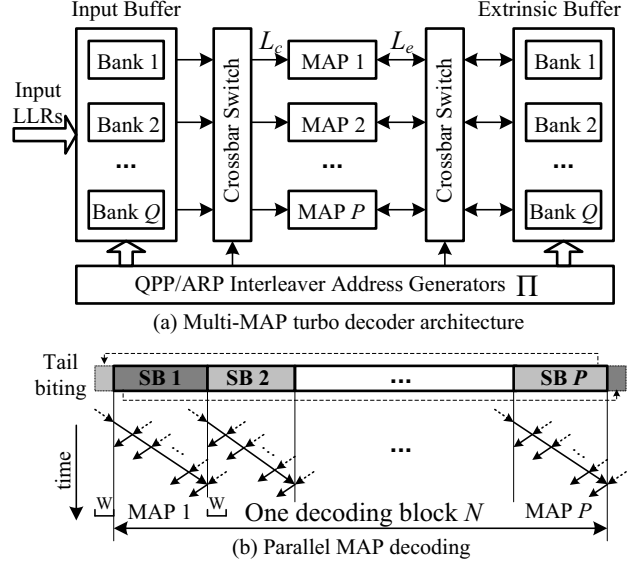 Input Buffer
Extrinsic Buffer
Input LLRs
Bank 1
Bank 2
...
Bank Q
Crossbar Switch
L_c
MAP 1
MAP 2
...
MAP P
L_e
Crossbar Switch
Bank 1
Bank 2
...
Bank Q
QPP/ARP Interleaver Address Generators Π
(a) Multi-MAP turbo decoder architecture
Tail biting
SB 1
SB 2
...
SB P
time
...
W
MAP 1
W
One decoding block N
MAP P
(b) Parallel MAP decoding